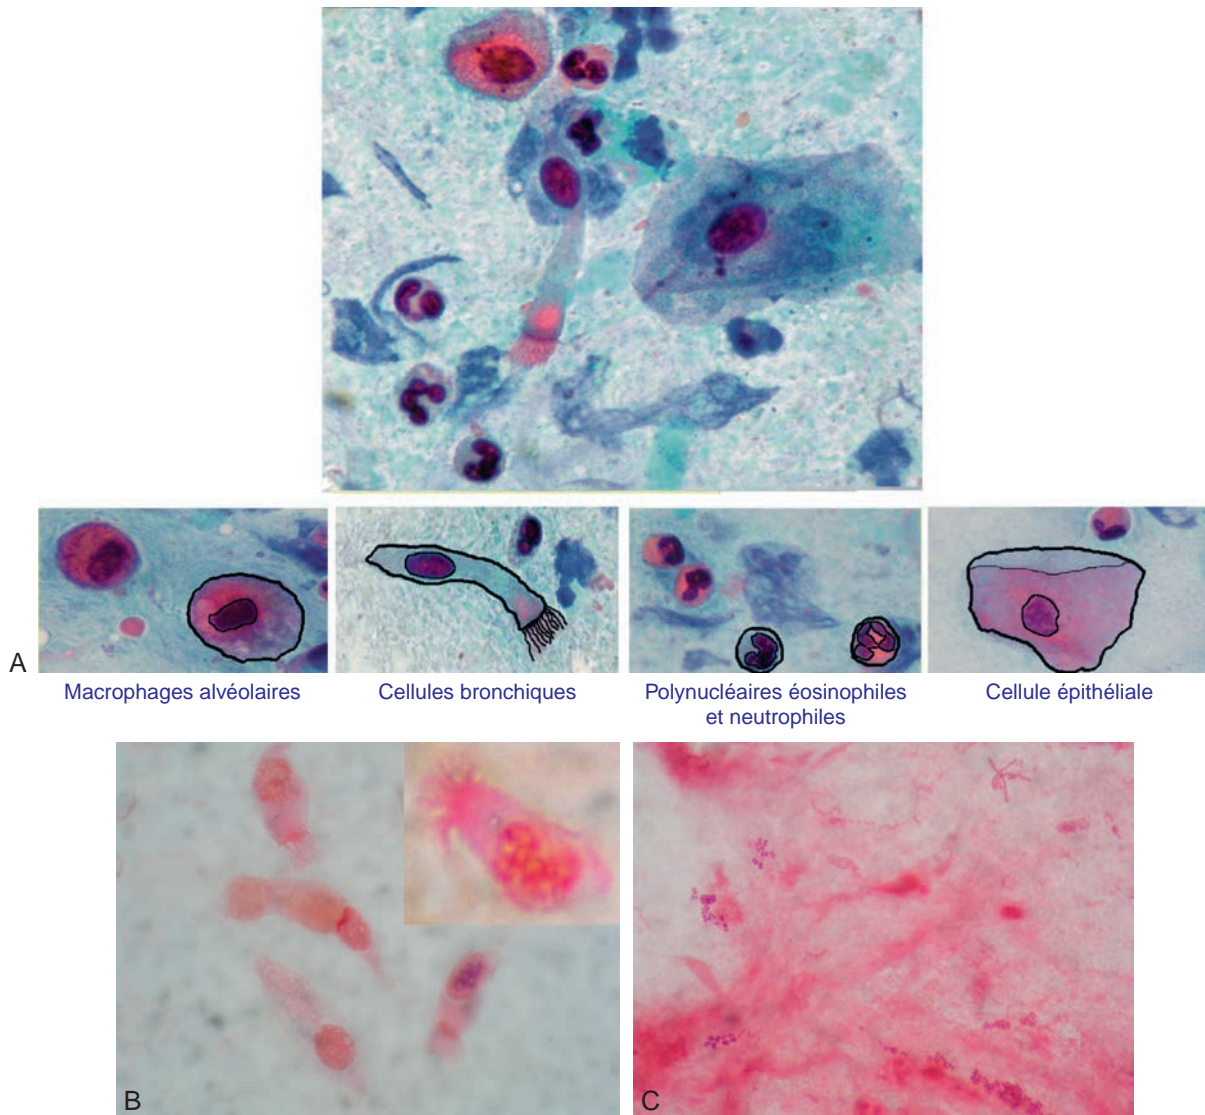 A
Macrophages alvéolaires
Cellules bronchiques
Polynucléaires éosinophiles
et neutrophiles
Cellule épithéliale
B
C